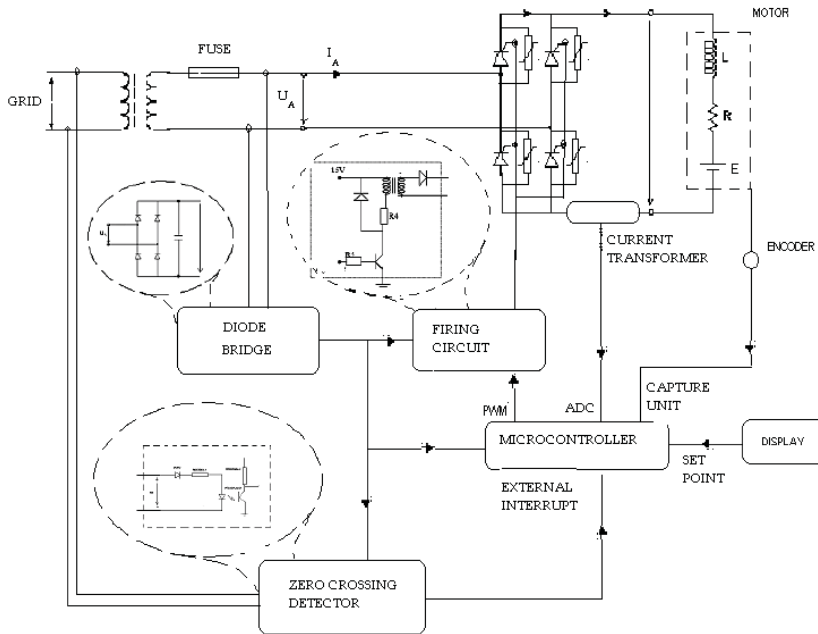 MOTOR
FUSE
I A
L
GRID
U A
R
15V
E
R4
R1
CURRENT
TRANSFORMER
ENCODER
DIODE
BRIDGE
FIRING
CIRCUIT
CAPTURE
UNIT
PWM
ADC
MICROCONTROLLER
DISPLAY
SET
POINT
EXTERNAL
INTERRUPT
ZERO CROSSING
DETECTOR